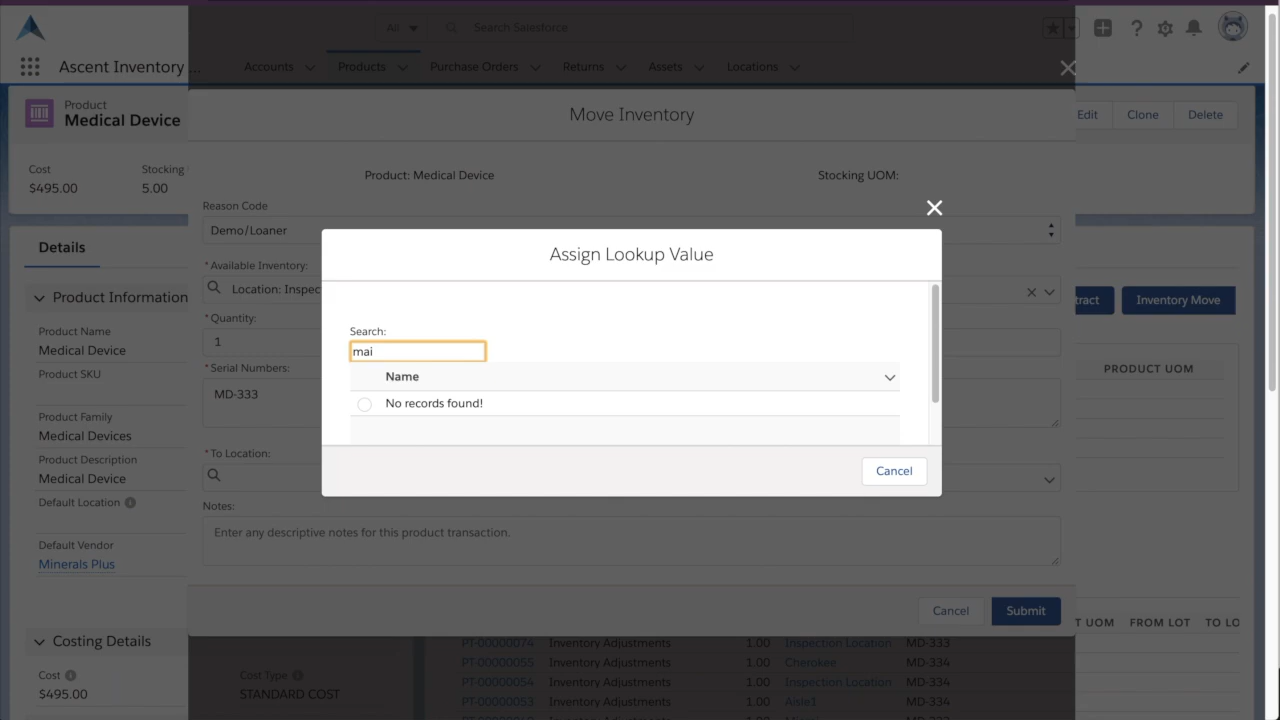 All
Search Salesforce
Ascent Inventory ...
Accounts
Products
Purchase Orders
Returns
Assets
Locations
Product
Medical Device
Edit
Clone
Delete
Cost
$495.00
Stocking
5.00
Move Inventory
Product: Medical Device
Stocking UOM:
Reason Code
Demo/Loaner
*Available Inventory:
Location: Inspec
*Quantity:
1
*Serial Numbers:
MD-333
*To Location:
Notes:
Enter any descriptive notes for this product transaction.
Cancel
Submit
Assign Lookup Value
Search:
mai
Name
No records found!
Cancel
Details
Product Information
Product Name
Medical Device
Product SKU
Product Family
Medical Devices
Product Description
Medical Device
Default Location
Default Vendor
Minerals Plus
Costing Details
Cost
$495.00
Cost Type
STANDARD COST
ract
Inventory Move
PRODUCT UOM
T UOM FROM LOT TO LO
PT-00000074 Inventory Adjustments 1.00 Inspection Location MD-333
PT-00000055 Inventory Adjustments 1.00 Cherokee MD-334
PT-00000054 Inventory Adjustments 1.00 Inspection Location MD-334
PT-00000053 Inventory Adjustments 1.00 Aisle1 MD-334